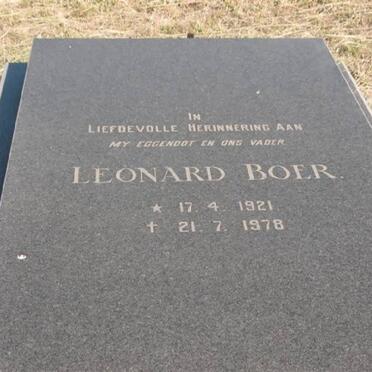 IN
LIEFDEVOLLE HERINNERING AAN
MY EGGENOOT EN ONS VADER
LEONARD BOER.
★ 17. 4. 1921
✝ 21. 7. 1978